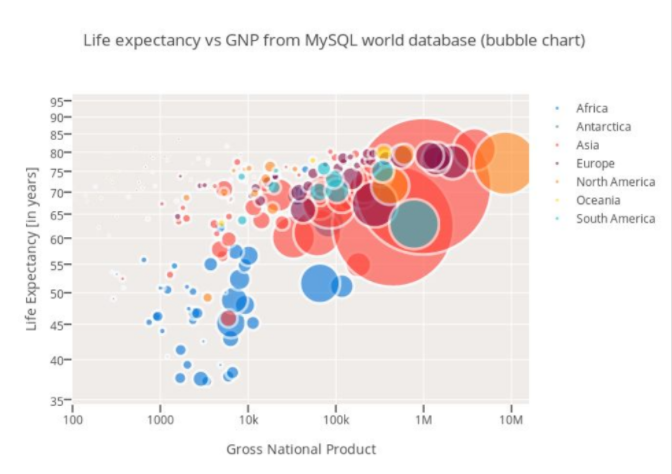 Life expectancy vs GNP from MySQL world database (bubble chart)
95
90
85
80
75
70
65
60
55
50
45
40
35
Life Expectancy [in years]
100
1000
10k
100k
1M
10M
Gross National Product
Africa
Antarctica
Asia
Europe
North America
Oceania
South America